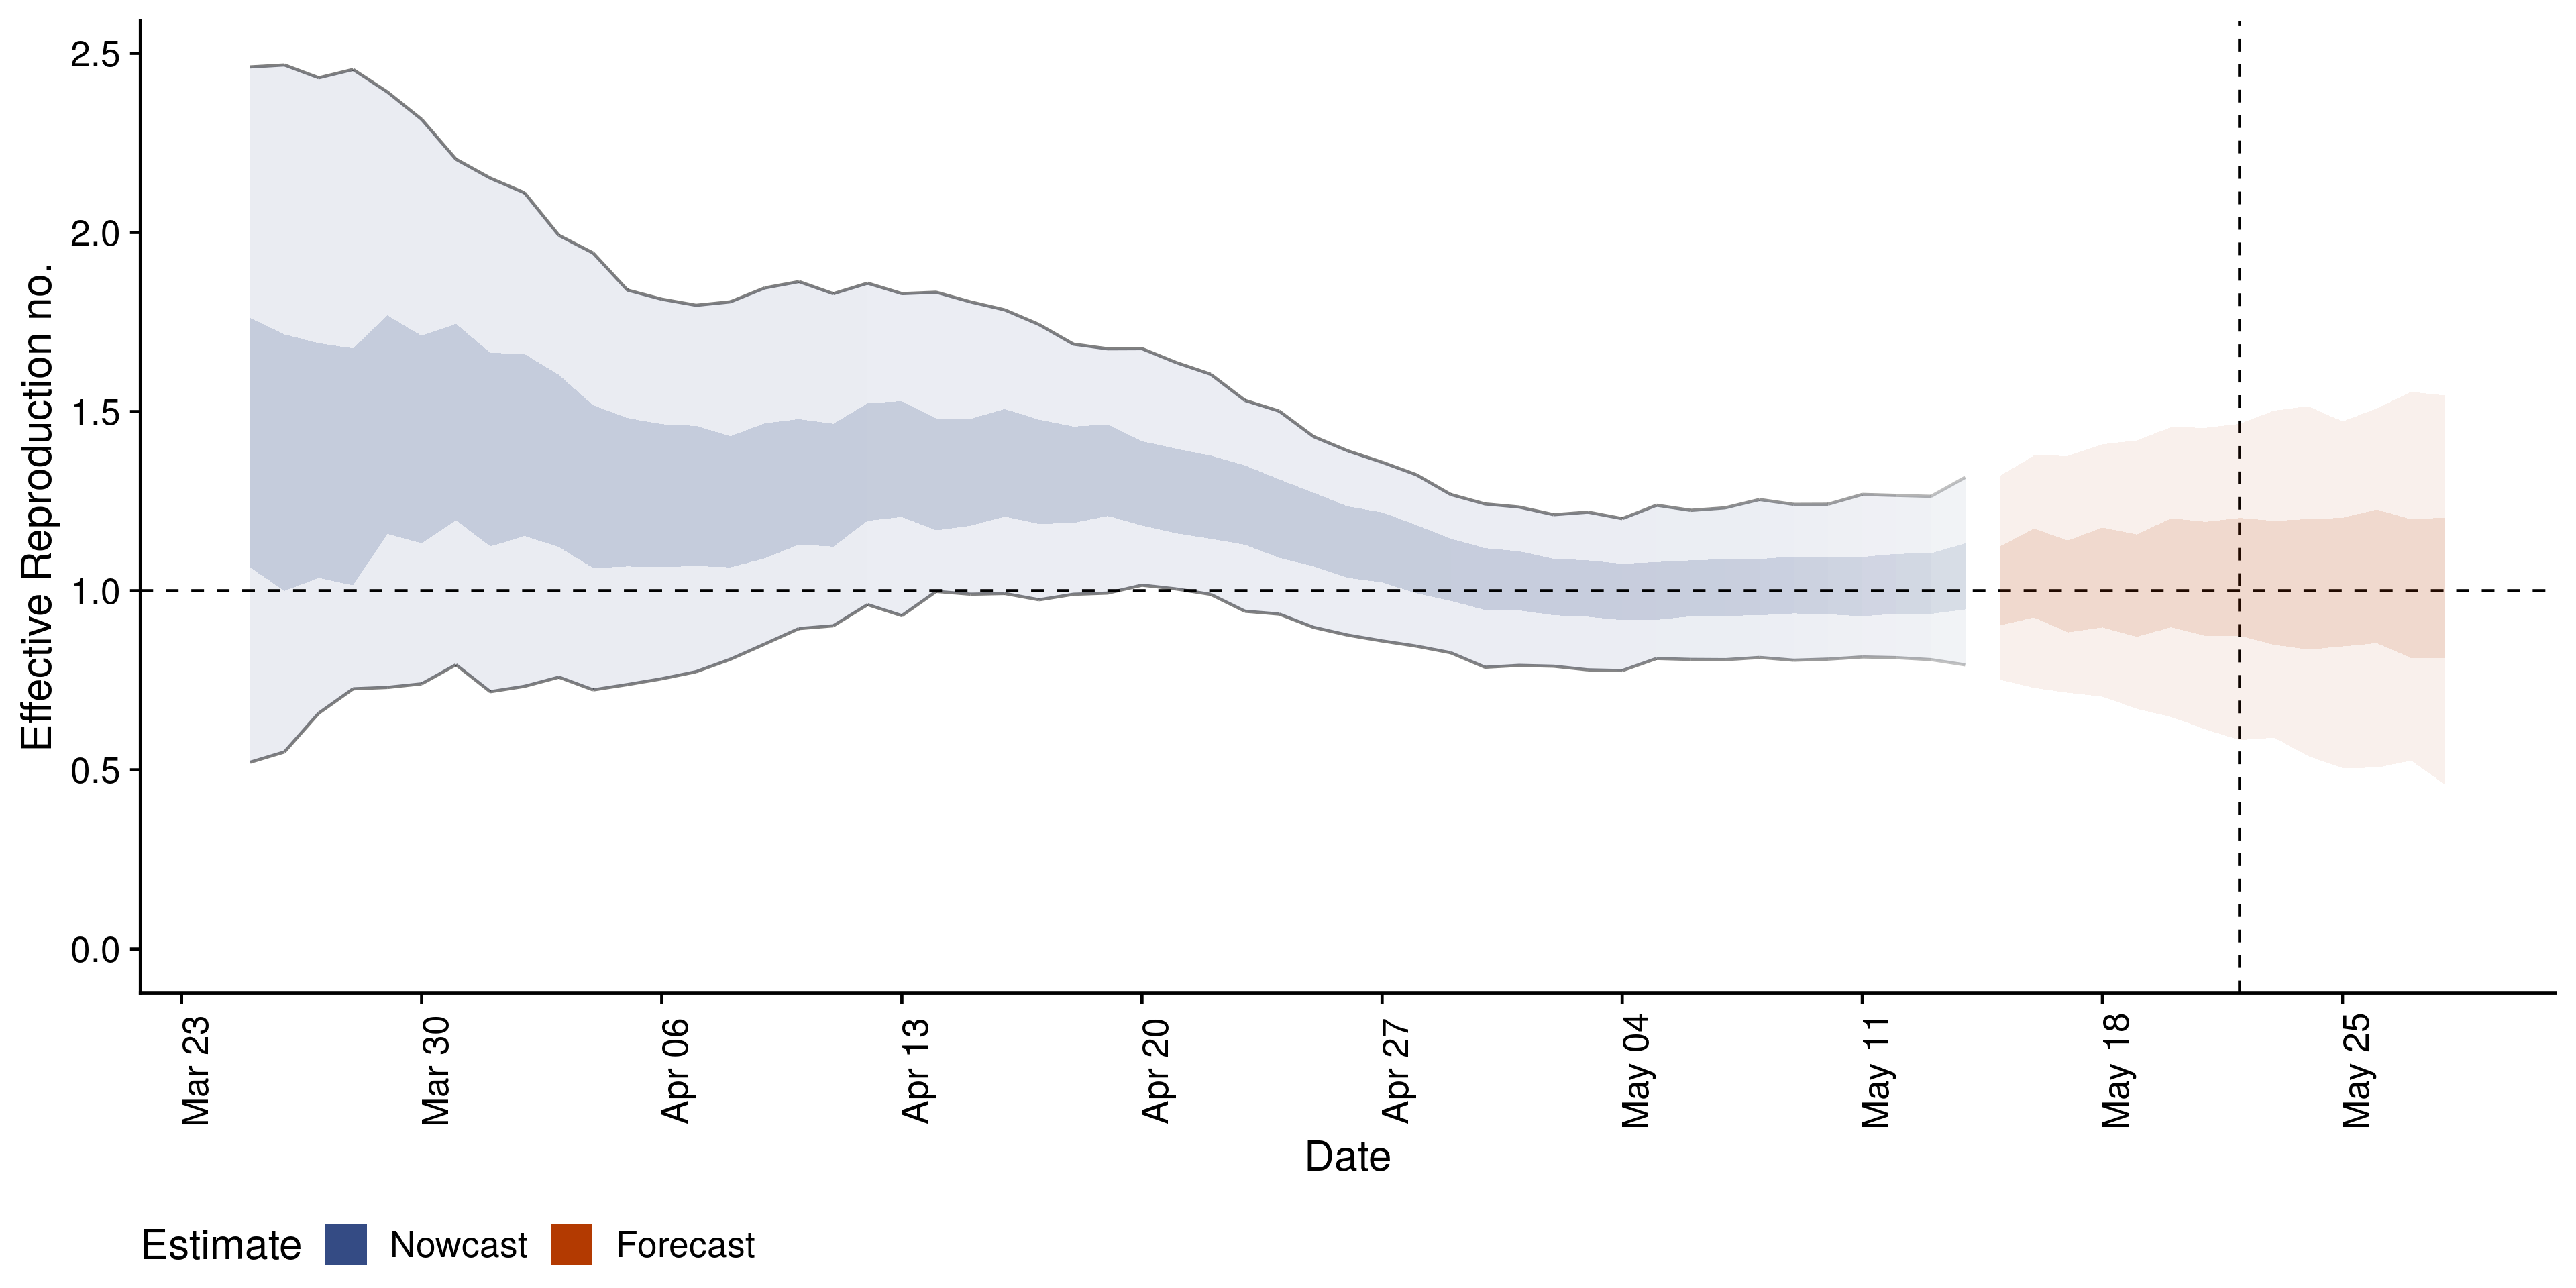 Effective Reproduction no.
2.5
2.0
1.5
1.0
0.5
0.0
Mar 23
Mar 30
Apr 06
Apr 13
Apr 20
Apr 27
May 04
May 11
May 18
May 25
Date
Estimate Nowcast Forecast